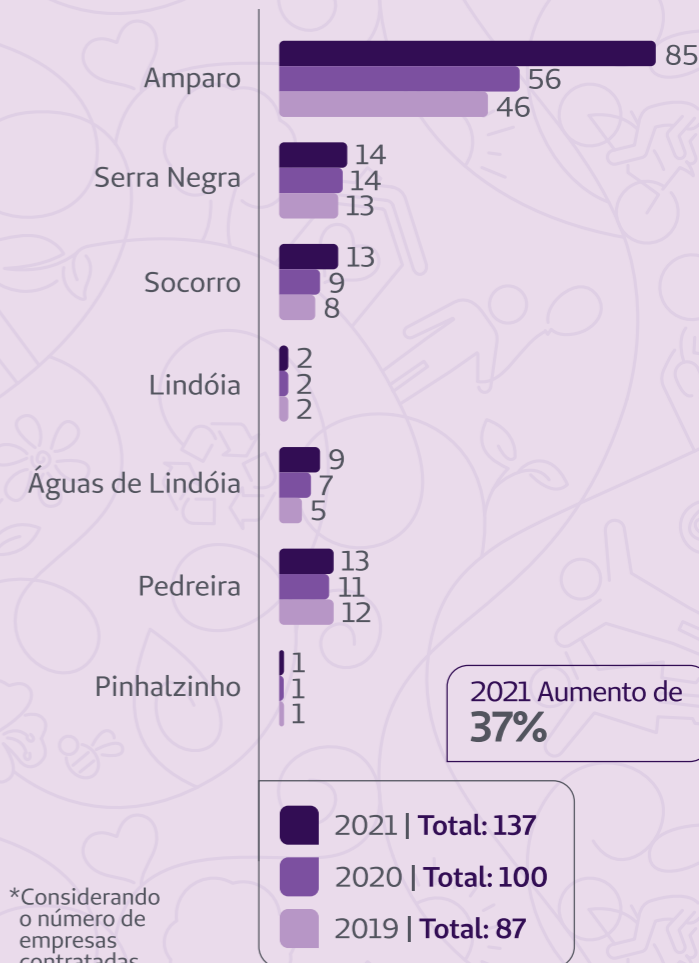 Amparo
85
56
46
Serra Negra
14
14
13
Socorro
13
9
8
Lindóia
2
2
2
Águas de Lindóia
9
7
5
Pedreira
13
11
12
Pinhalzinho
1
1
1
2021 Aumento de
37%
2021 | Total: 137
2020 | Total: 100
2019 | Total: 87
*Considerando
o número de
empresas
contratadas